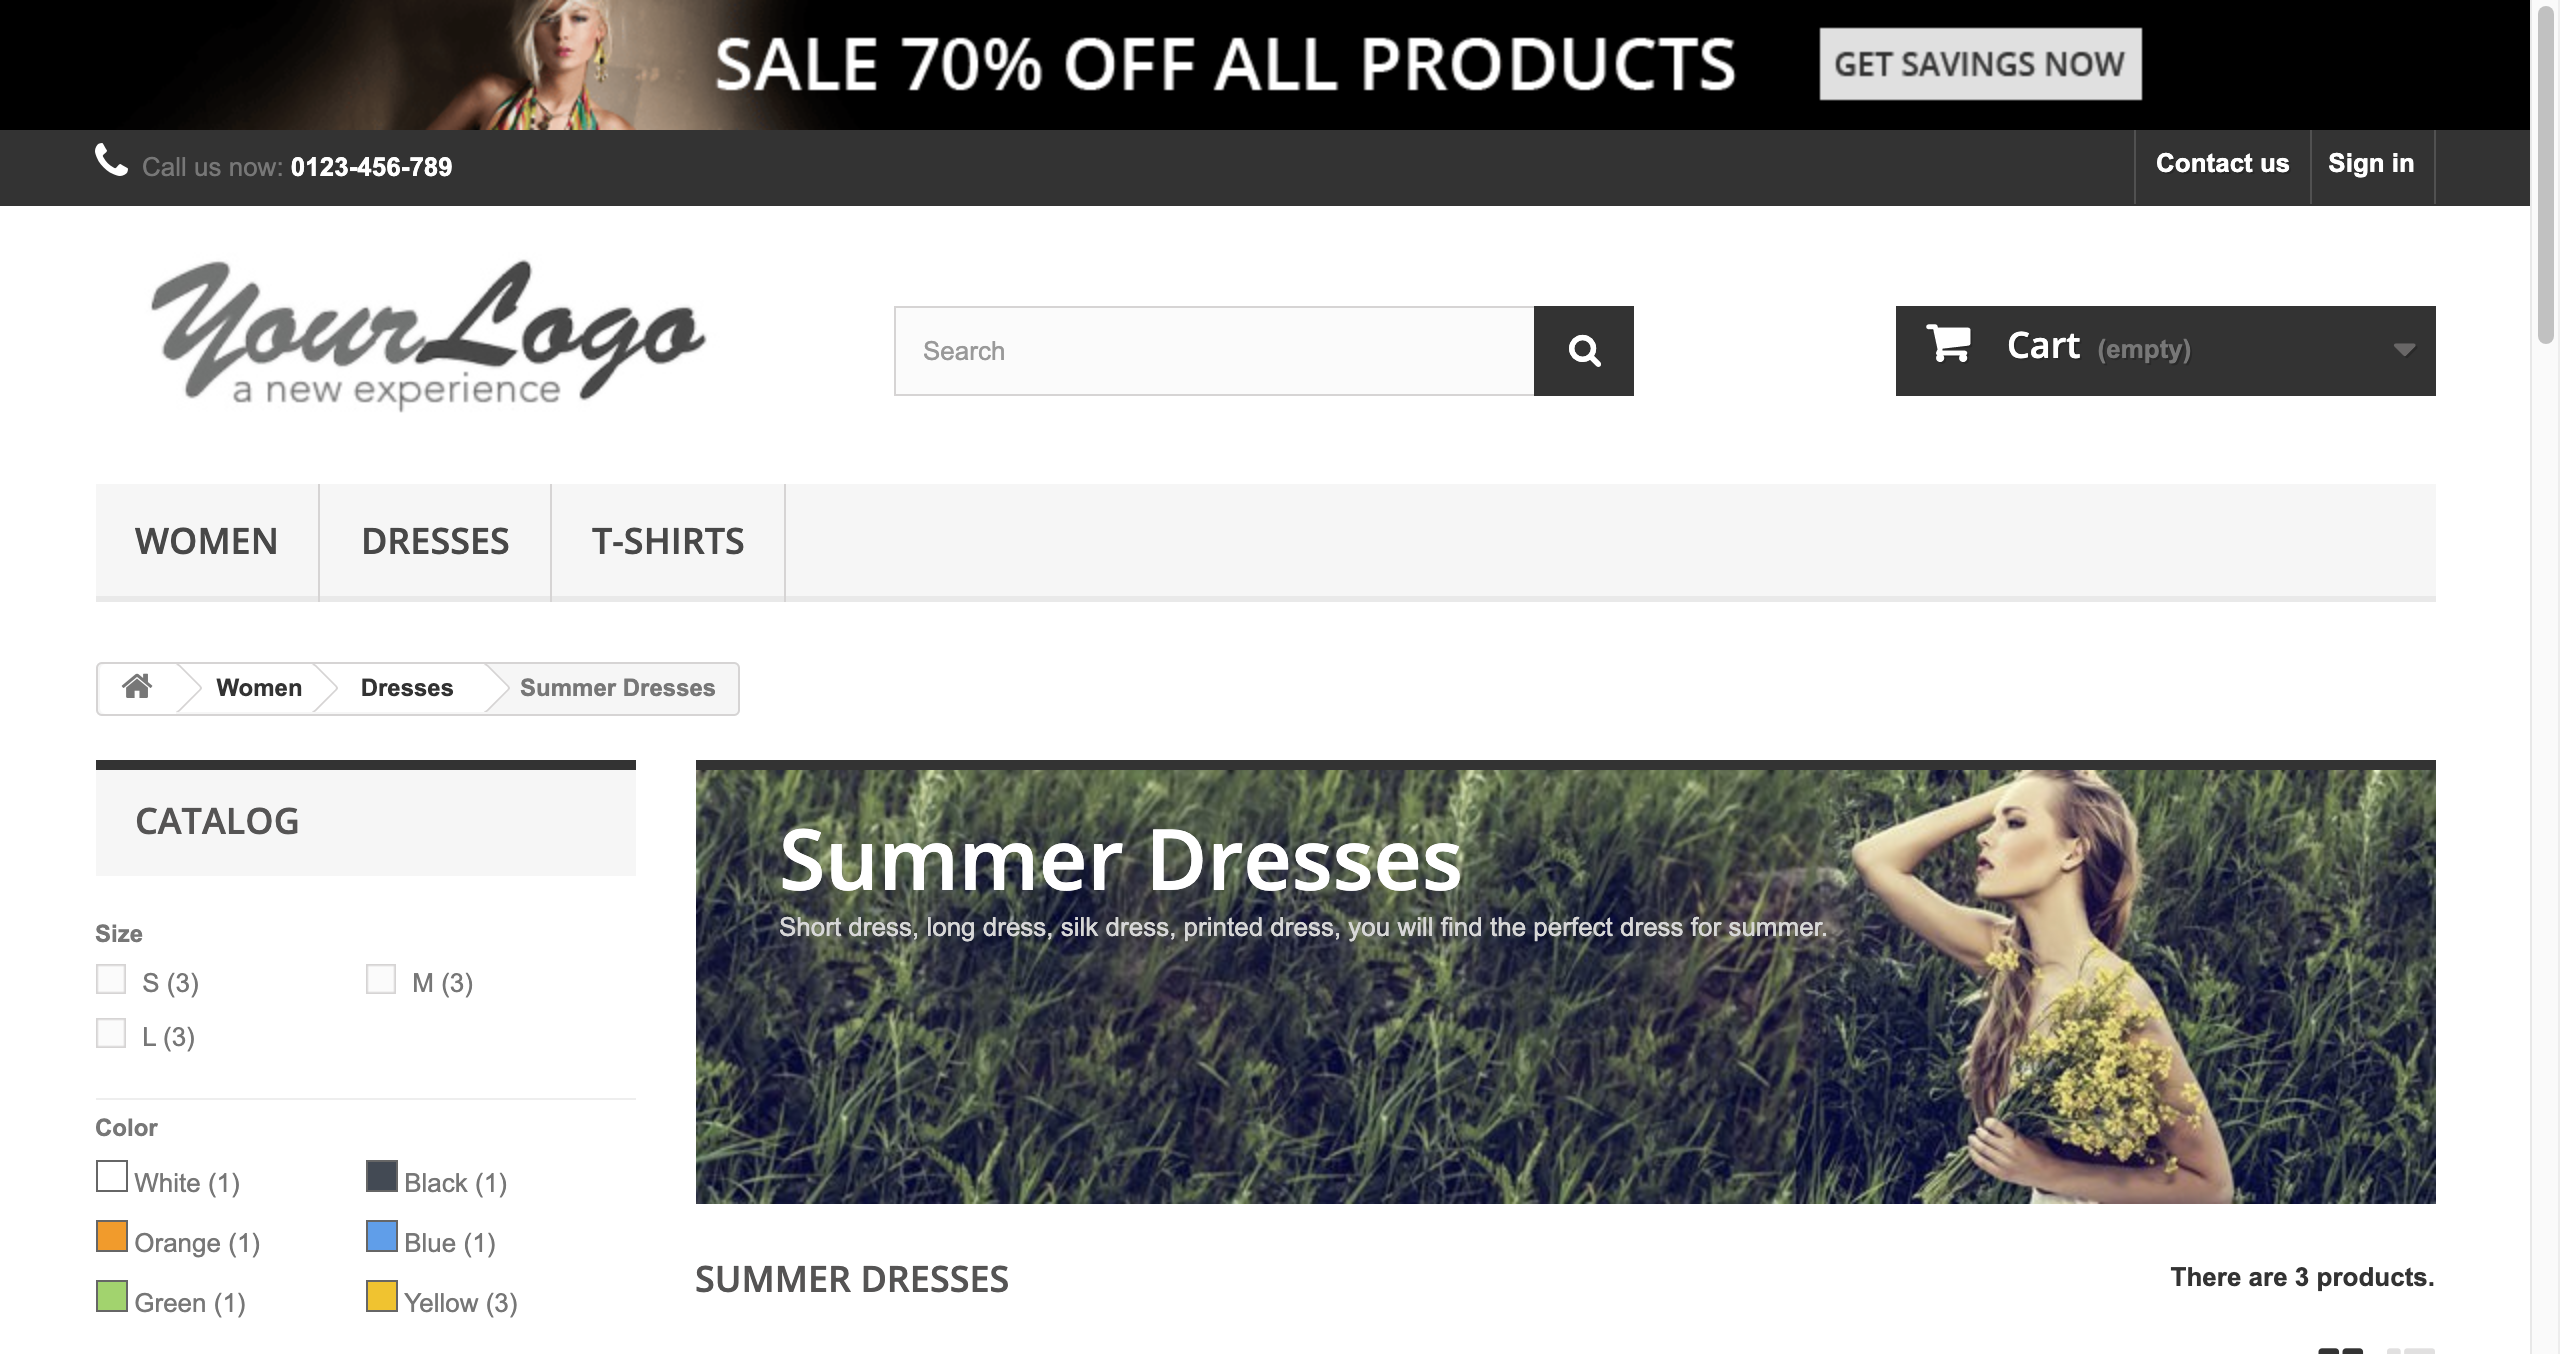 SALE 70% OFF ALL PRODUCTS GET SAVINGS NOW
Call us now: 0123-456-789 Contact us Sign in
YourLogo
a new experience
Search
Cart (empty)
WOMEN DRESSES T-SHIRTS
Women Dresses Summer Dresses
CATALOG
Size
S (3) M (3)
L (3)
Color
White (1) Black (1)
Orange (1) Blue (1)
Green (1) Yellow (3)
Summer Dresses
Short dress, long dress, silk dress, printed dress, you will find the perfect dress for summer.
SUMMER DRESSES There are 3 products.